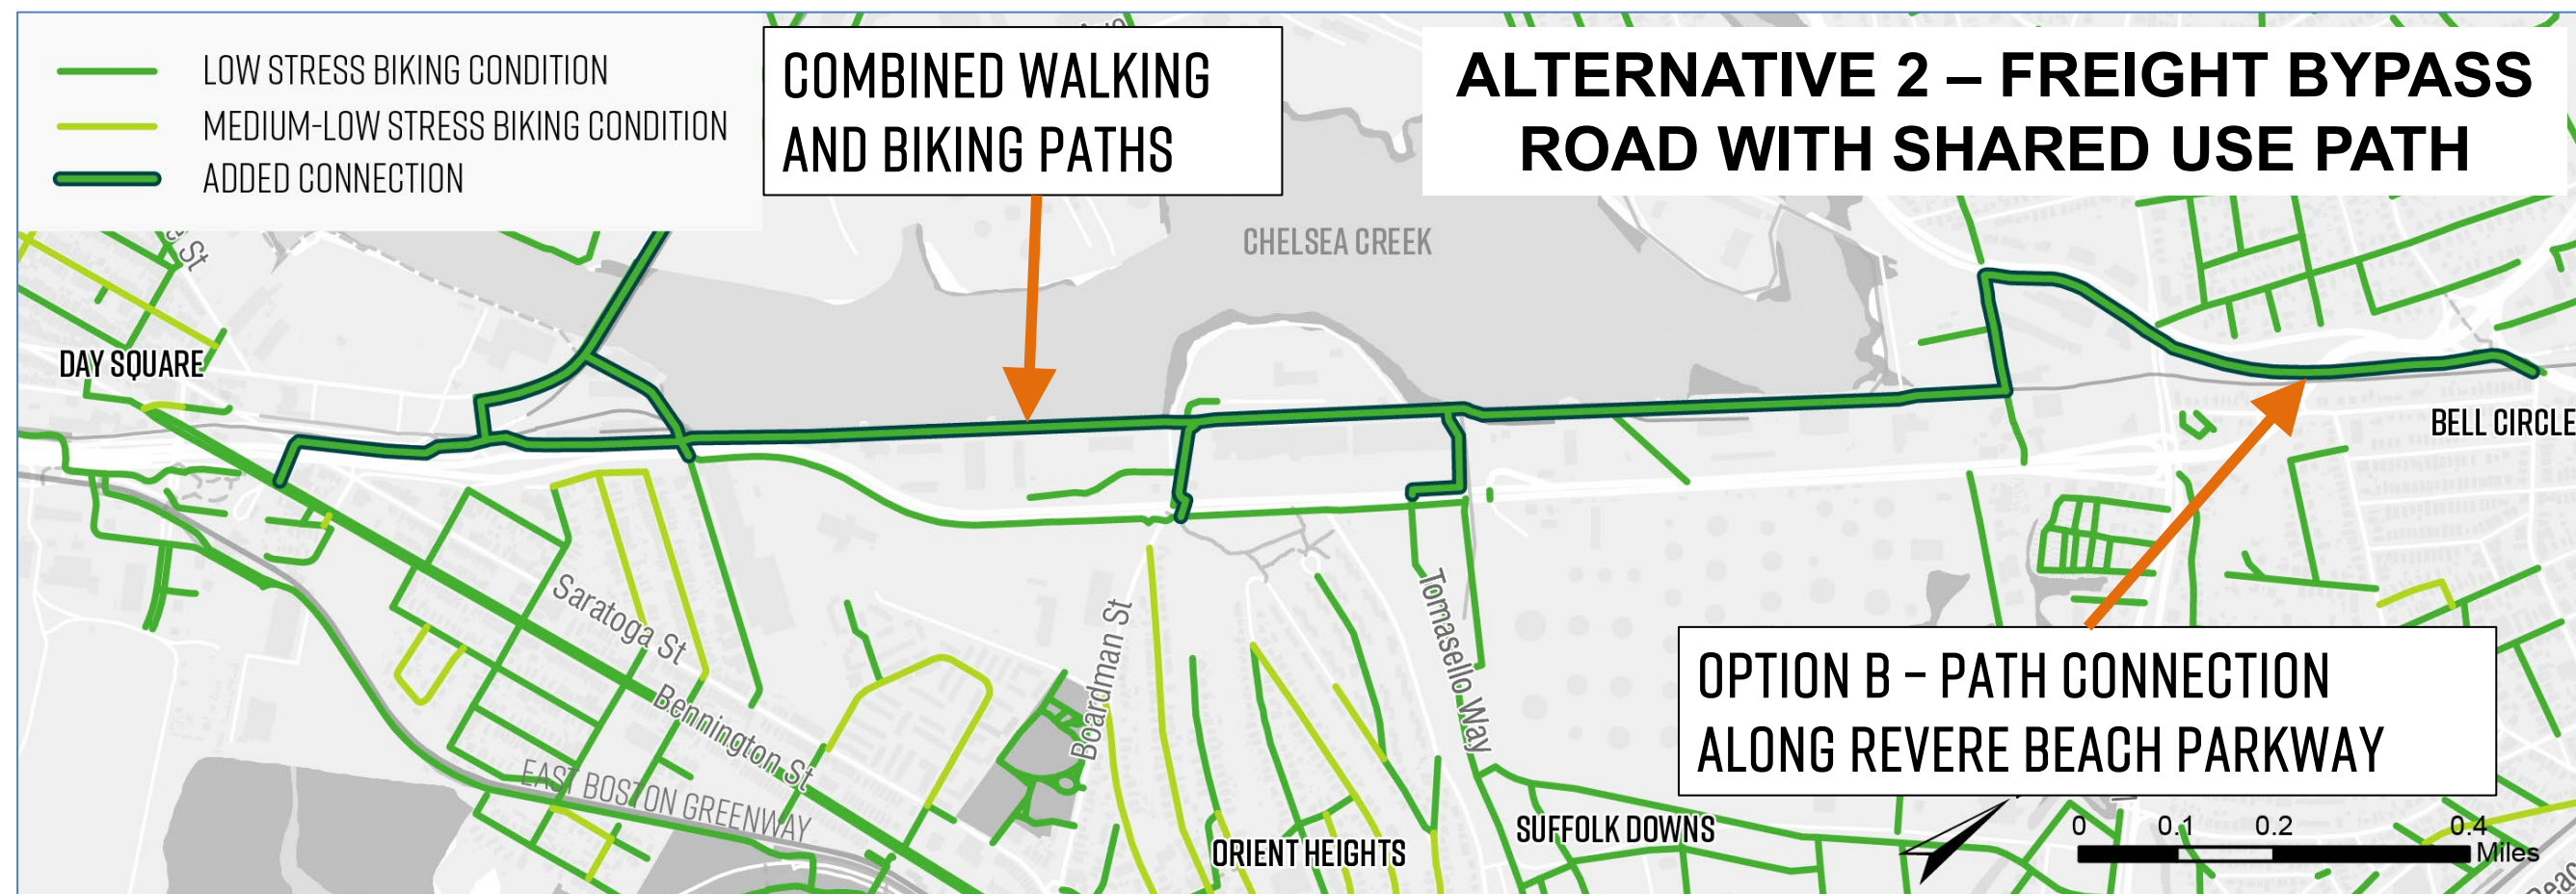 LOW STRESS BIKING CONDITION
MEDIUM-LOW STRESS BIKING CONDITION
ADDED CONNECTION
COMBINED WALKING
AND BIKING PATHS
ALTERNATIVE 2 – FREIGHT BYPASS
ROAD WITH SHARED USE PATH
St
CHELSEA CREEK
DAY SQUARE
BELL CIRCLE
Saratoga St
Bennington St
Boardman St
Tomasello Way
EAST BOSTON GREENWAY
ORIENT HEIGHTS
SUFFOLK DOWNS
OPTION B – PATH CONNECTION
ALONG REVERE BEACH PARKWAY
0 0.1 0.2 0.4
Miles